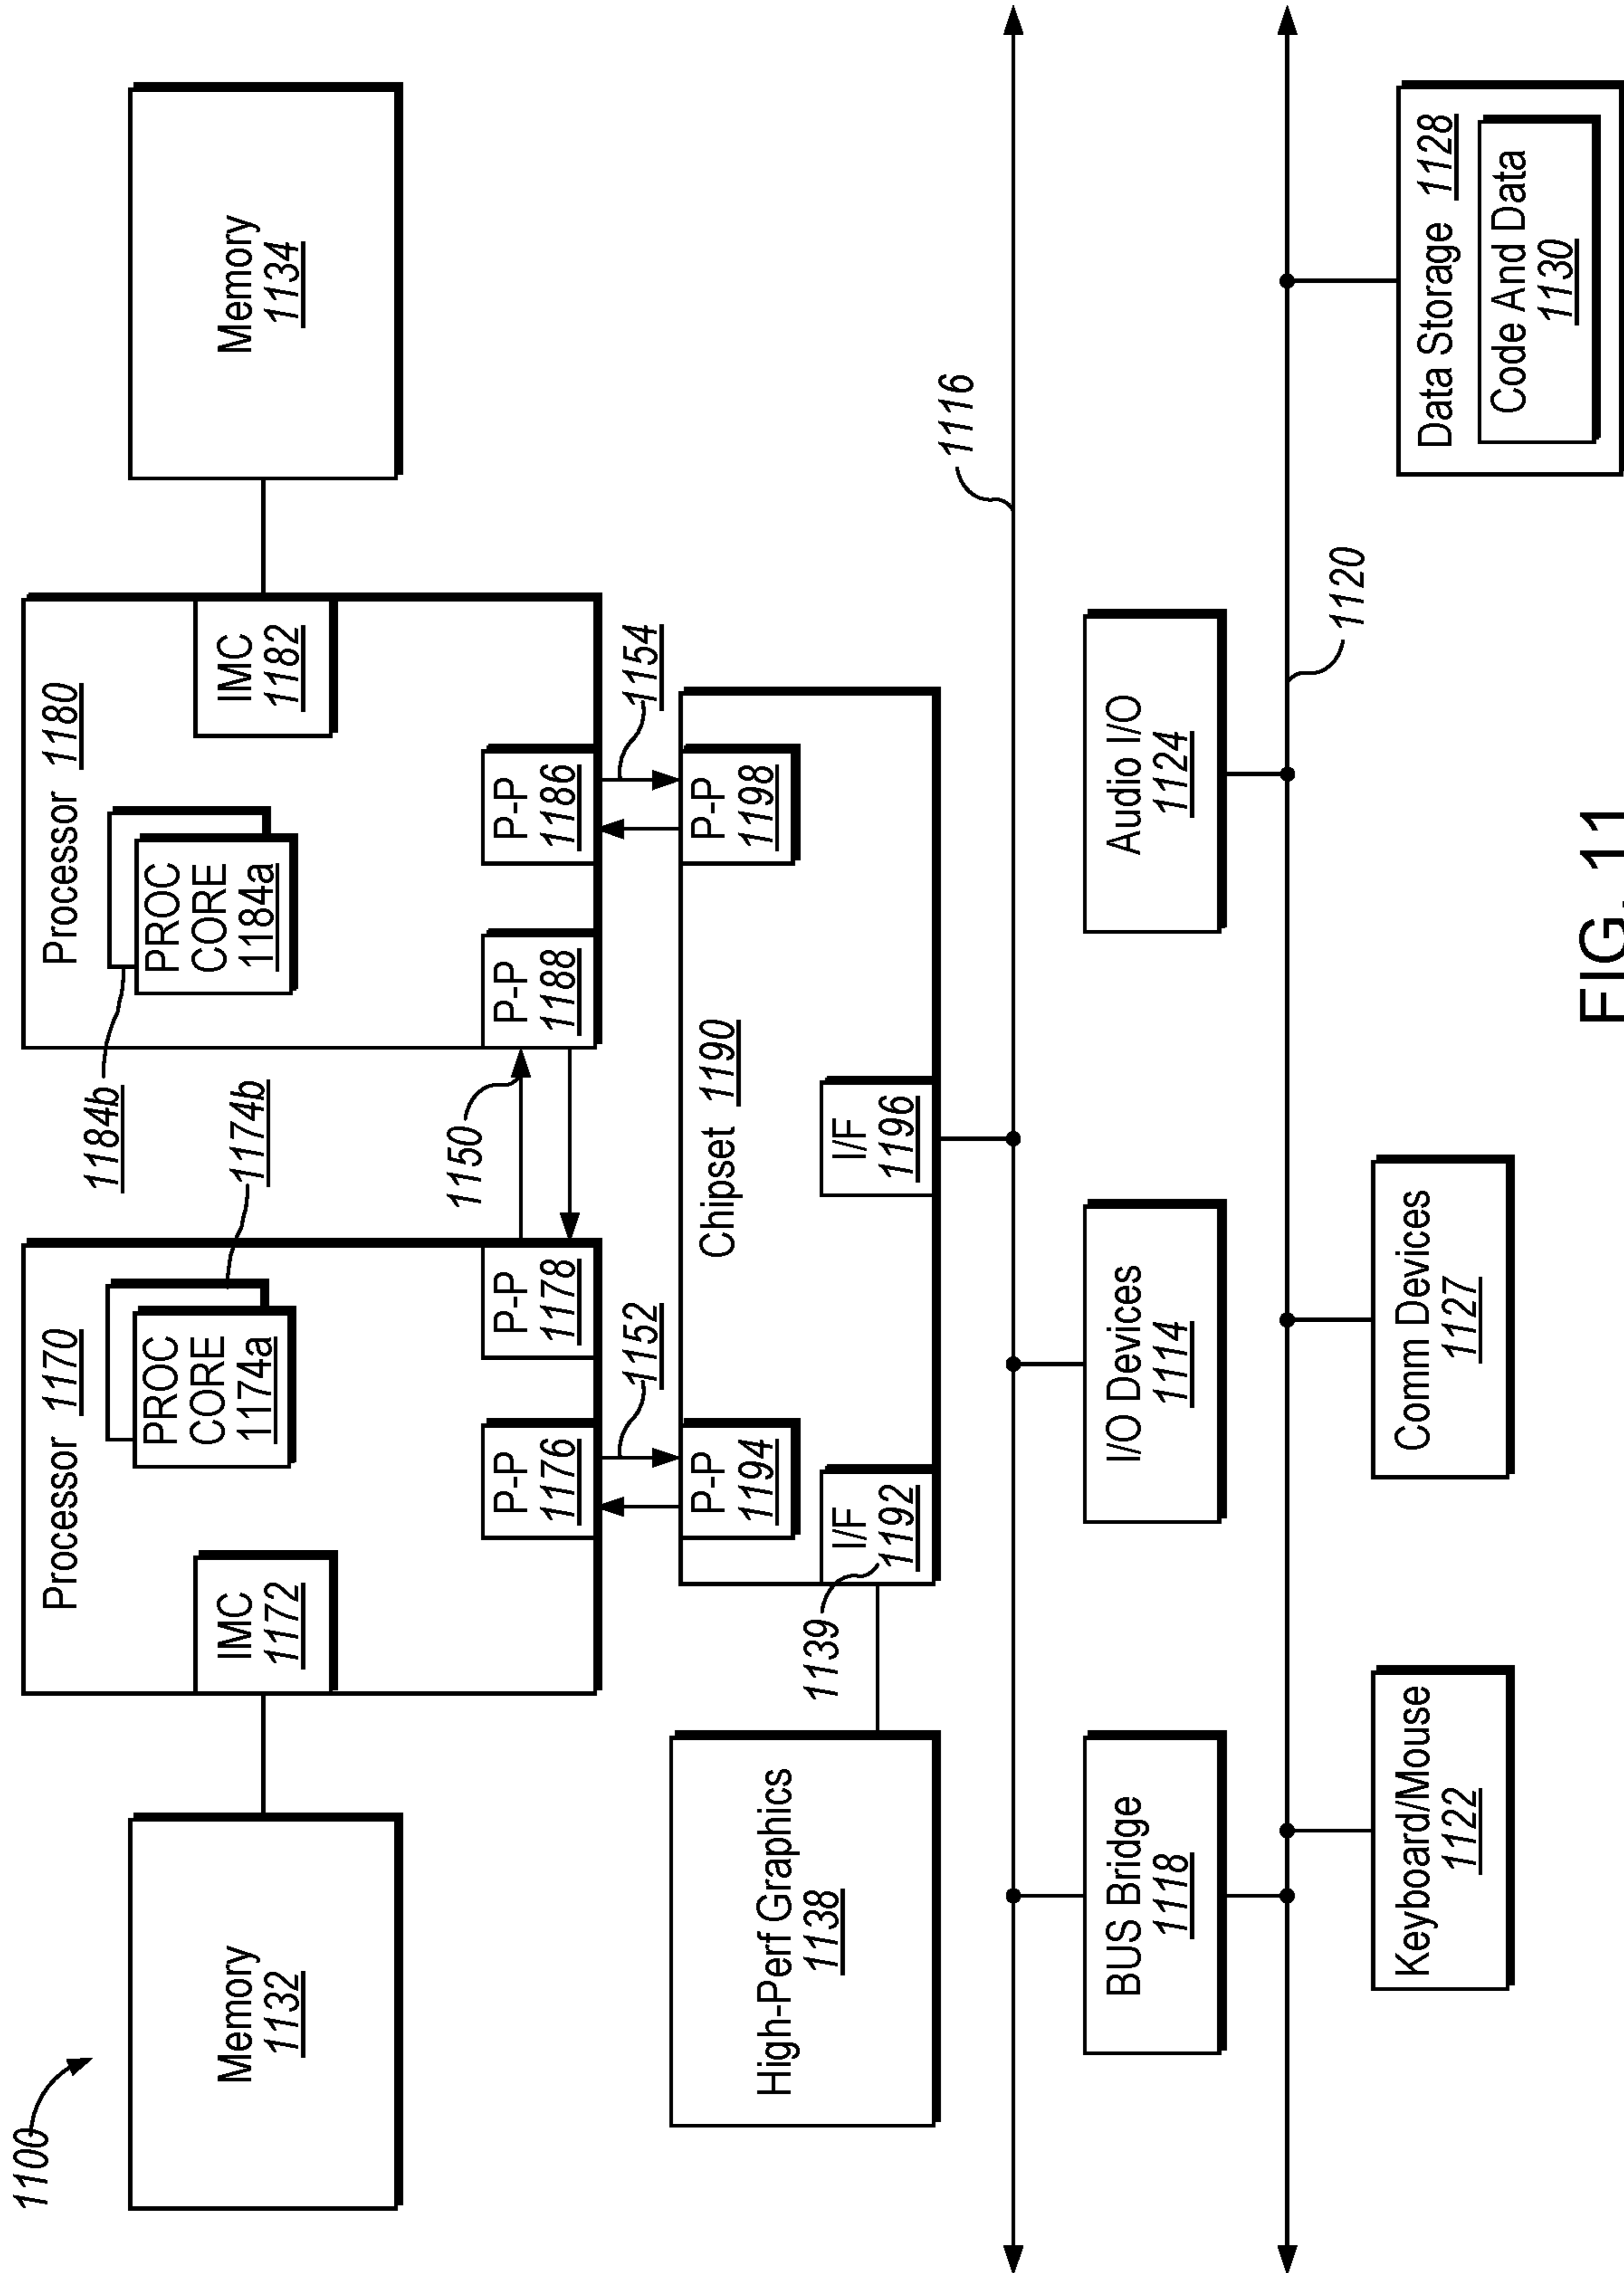 1100
Memory
1132
Processor 1170
IMC
1172
PROC
CORE
1174a
1174b
P-P
1176
P-P
1178
1150
1184b
Processor 1180
PROC
CORE
1184a
IMC
1182
P-P
1188
P-P
1186
Memory
1134
1152
1154
High-Perf Graphics
1138
1139
Chipset 1190
P-P
1194
P-P
1198
I/F
1192
I/F
1196
1116
BUS Bridge
1118
I/O Devices
1114
Audio I/O
1124
1120
Keyboard/Mouse
1122
Comm Devices
1127
Data Storage 1128
Code And Data
1130
FIG. 11